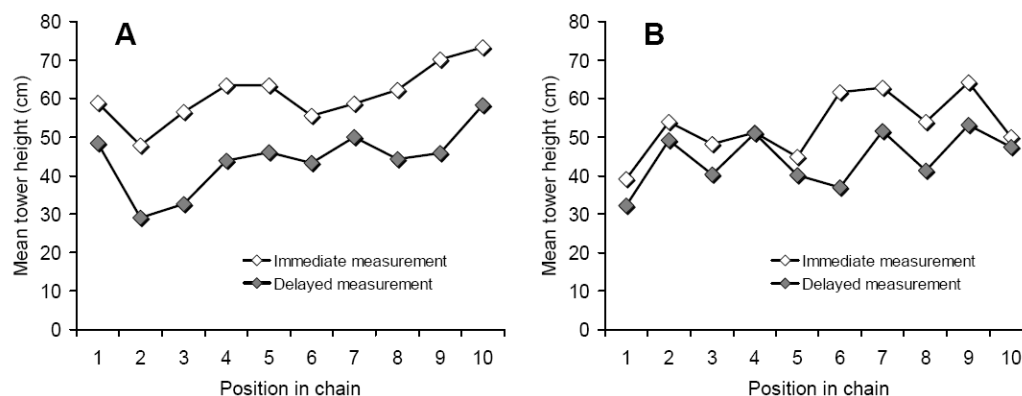 A
Mean tower height (cm)
80
70
60
50
40
30
20
10
0
Immediate measurement
Delayed measurement
1 2 3 4 5 6 7 8 9 10
Position in chain
B
Mean tower height (cm)
80
70
60
50
40
30
20
10
0
Immediate measurement
Delayed measurement
1 2 3 4 5 6 7 8 9 10
Position in chain